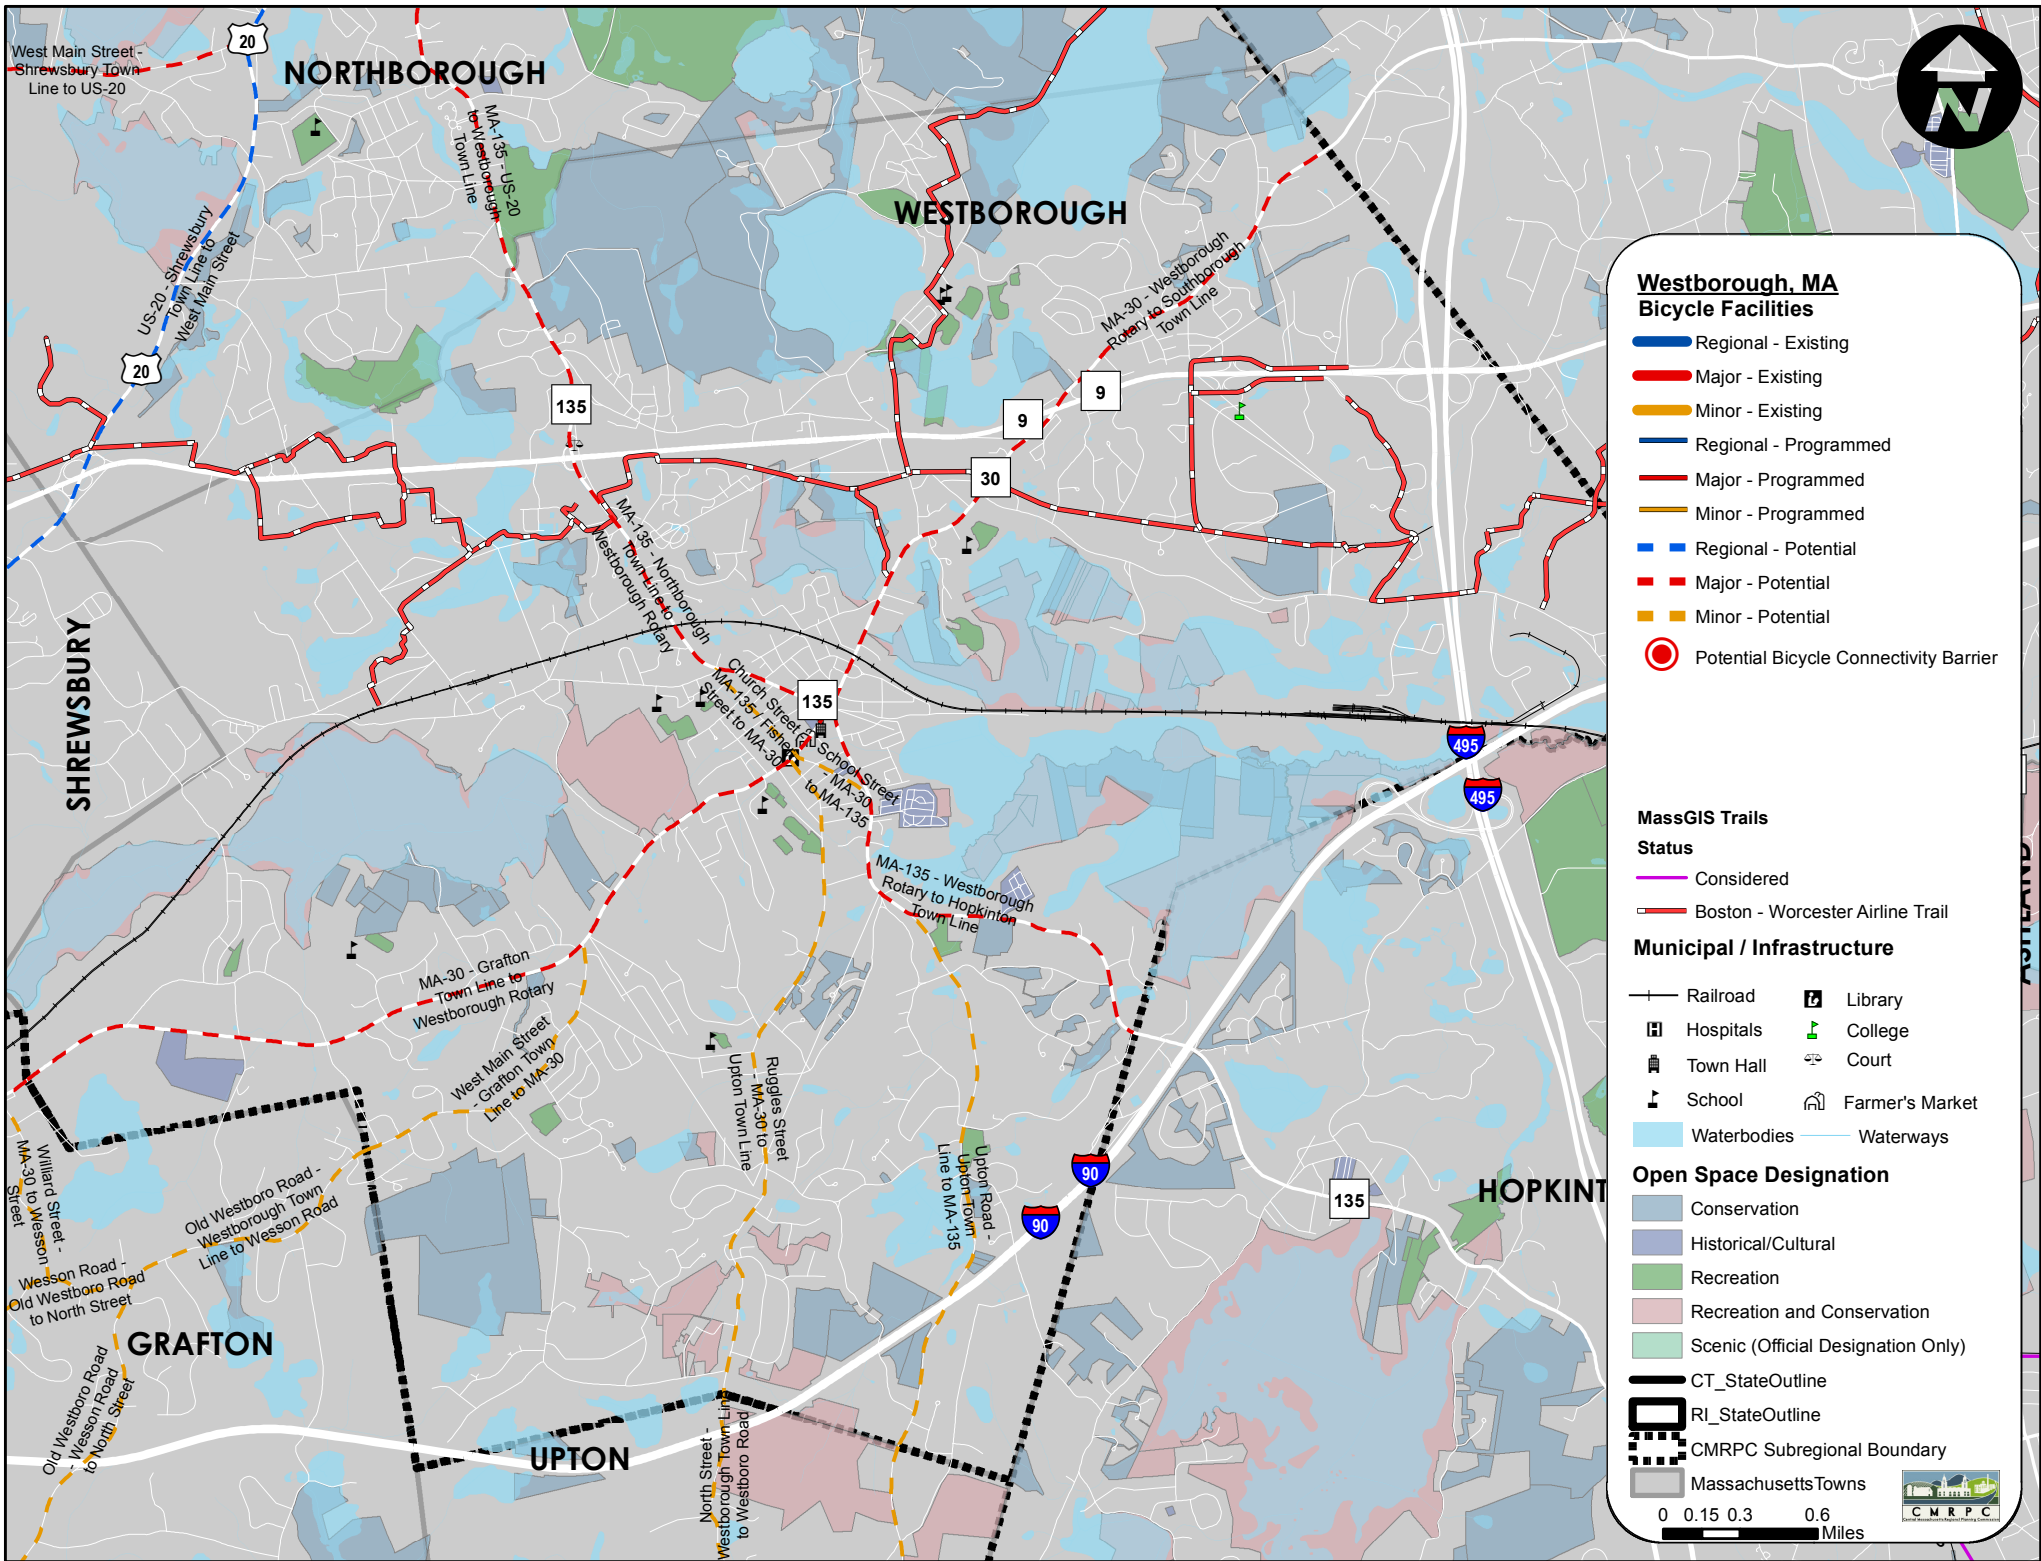 West Main Street -
Shrewsbury Town
Line to US-20
20
NORTHBOROUGH
MA-135 - US-20
to Westborough
Town Line
WESTBOROUGH
US-20 - Shrewsbury
Town Line to
West Main Street
20
MA-30 - Westborough
Rotary to Southborough
Town Line
135
9
9
30
MA-135 - Northborough
Town Line to
Westborough Rotary
SHREWSBURY
Church Street & School Street
- MA-30
to MA-135
MA-135 / Fisher
Street to MA-30
135
495
495
MA-135 - Westborough
Rotary to Hopkinton
Town Line
MA-30 - Grafton
Town Line to
Westborough Rotary
West Main Street
- Grafton Town
Line to MA-30
Ruggles Street
- MA-30 to
Upton Town Line
Upton Road -
Upton Town
Line to MA-135
90
90
135
HOPKINT
ASHLAND
Williard Street -
MA-30 to Wesson
Street
Old Westboro Road -
Westborough Town
Line to Wesson Road
Wesson Road -
Old Westboro Road
to North Street
GRAFTON
Old Westboro Road
- Wesson Road
to North Street
UPTON
North Street -
Westborough Town Line
to Westboro Road
N
Westborough, MA
Bicycle Facilities
Regional - Existing
Major - Existing
Minor - Existing
Regional - Programmed
Major - Programmed
Minor - Programmed
Regional - Potential
Major - Potential
Minor - Potential
Potential Bicycle Connectivity Barrier
MassGIS Trails
Status
Considered
Boston - Worcester Airline Trail
Municipal / Infrastructure
Railroad
Library
Hospitals
College
Town Hall
Court
School
Farmer's Market
Waterbodies
Waterways
Open Space Designation
Conservation
Historical/Cultural
Recreation
Recreation and Conservation
Scenic (Official Designation Only)
CT_StateOutline
RI_StateOutline
CMRPC Subregional Boundary
MassachusettsTowns
0 0.15 0.3 0.6
Miles
CMRPC
Central Massachusetts Regional Planning Commission